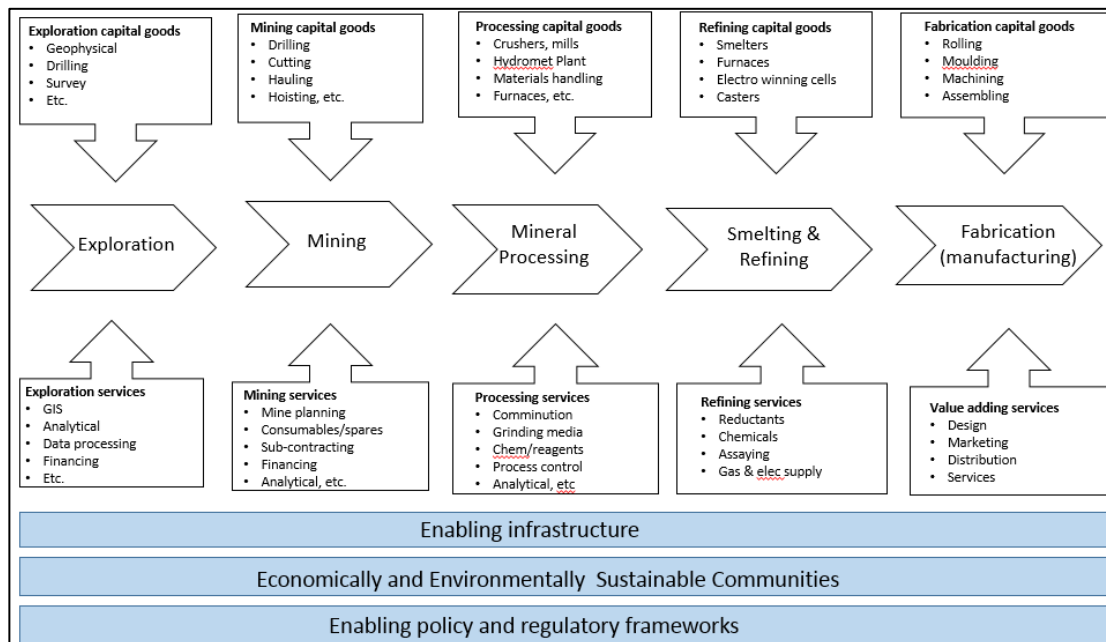 Exploration capital goods
• Geophysical
• Drilling
• Survey
• Etc.
Mining capital goods
• Drilling
• Cutting
• Hauling
• Hoisting, etc.
Processing capital goods
• Crushers, mills
• Hydromet Plant
• Materials handling
• Furnaces, etc.
Refining capital goods
• Smelters
• Furnaces
• Electro winning cells
• Casters
Fabrication capital goods
• Rolling
• Moulding
• Machining
• Assembling
Exploration
Mining
Mineral
Processing
Smelting &
Refining
Fabrication
(manufacturing)
Exploration services
• GIS
• Analytical
• Data processing
• Financing
• Etc.
Mining services
• Mine planning
• Consumables/spares
• Sub-contracting
• Financing
• Analytical, etc.
Processing services
• Comminution
• Grinding media
• Chem/reagents
• Process control
• Analytical, etc
Refining services
• Reductants
• Chemicals
• Assaying
• Gas & elec supply
Value adding services
• Design
• Marketing
• Distribution
• Services
Enabling infrastructure
Economically and Environmentally Sustainable Communities
Enabling policy and regulatory frameworks